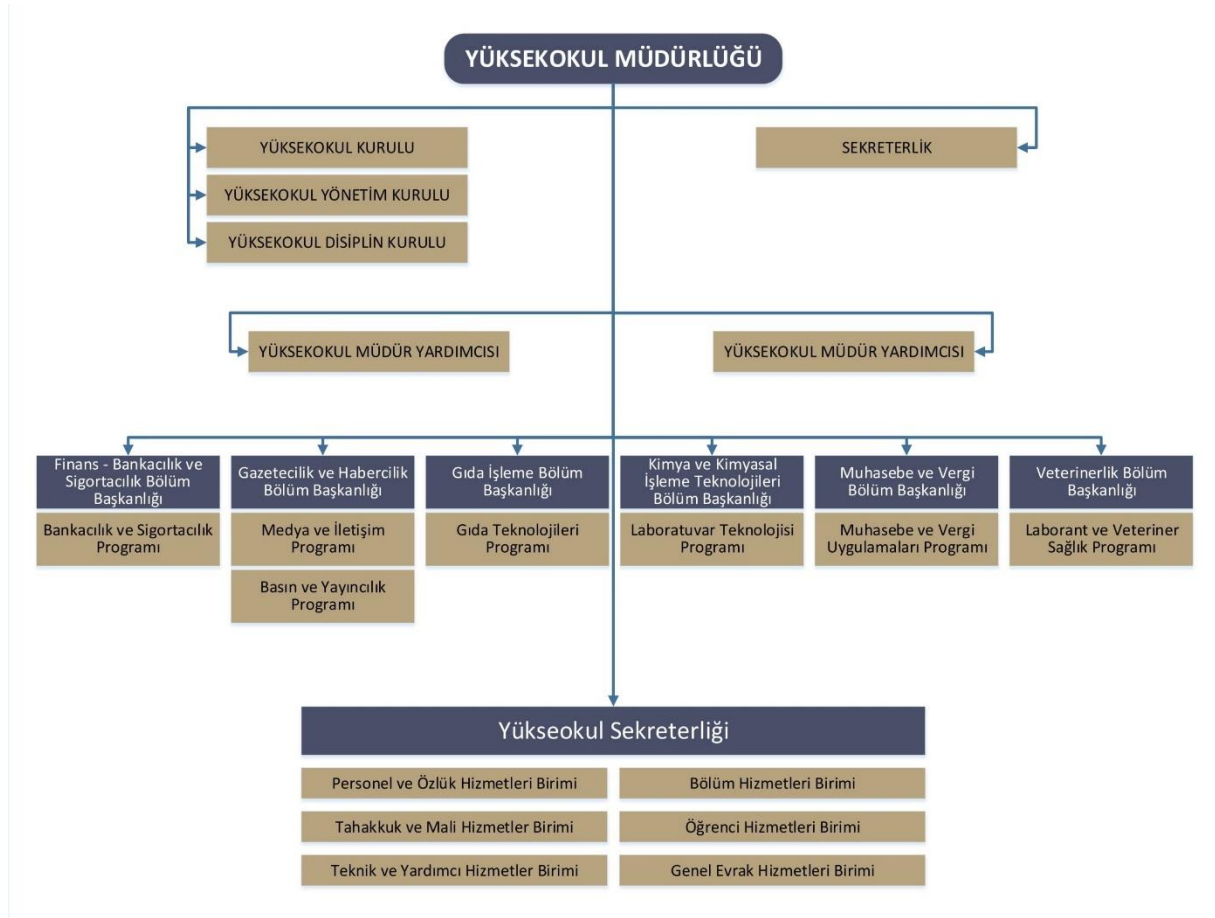 YÜKSEKOKUL MÜDÜRLÜĞÜ
YÜKSEKOKUL KURULU
SEKRETERLİK
YÜKSEKOKUL YÖNETİM KURULU
YÜKSEKOKUL DİSİPLİN KURULU
YÜKSEKOKUL MÜDÜR YARDIMCISI
YÜKSEKOKUL MÜDÜR YARDIMCISI
Finans - Bankacılık ve
Sigortacılık Bölüm
Başkanlığı
Bankacılık ve Sigortacılık
Programı
Gazetecilik ve Habercilik
Bölüm Başkanlığı
Medya ve İletişim
Programı
Basın ve Yayıncılık
Programı
Gıda İşleme Bölüm
Başkanlığı
Gıda Teknolojileri
Programı
Kimya ve Kimyasal
İşleme Teknolojileri
Bölüm Başkanlığı
Laboratuvar Teknolojisi
Programı
Muhasebe ve Vergi
Bölüm Başkanlığı
Muhasebe ve Vergi
Uygulamaları Programı
Veterinerlik Bölüm
Başkanlığı
Laborant ve Veteriner
Sağlık Programı
Yükseokul Sekreterliği
Personel ve Özlük Hizmetleri Birimi
Bölüm Hizmetleri Birimi
Tahakkuk ve Mali Hizmetler Birimi
Öğrenci Hizmetleri Birimi
Teknik ve Yardımcı Hizmetler Birimi
Genel Evrak Hizmetleri Birimi